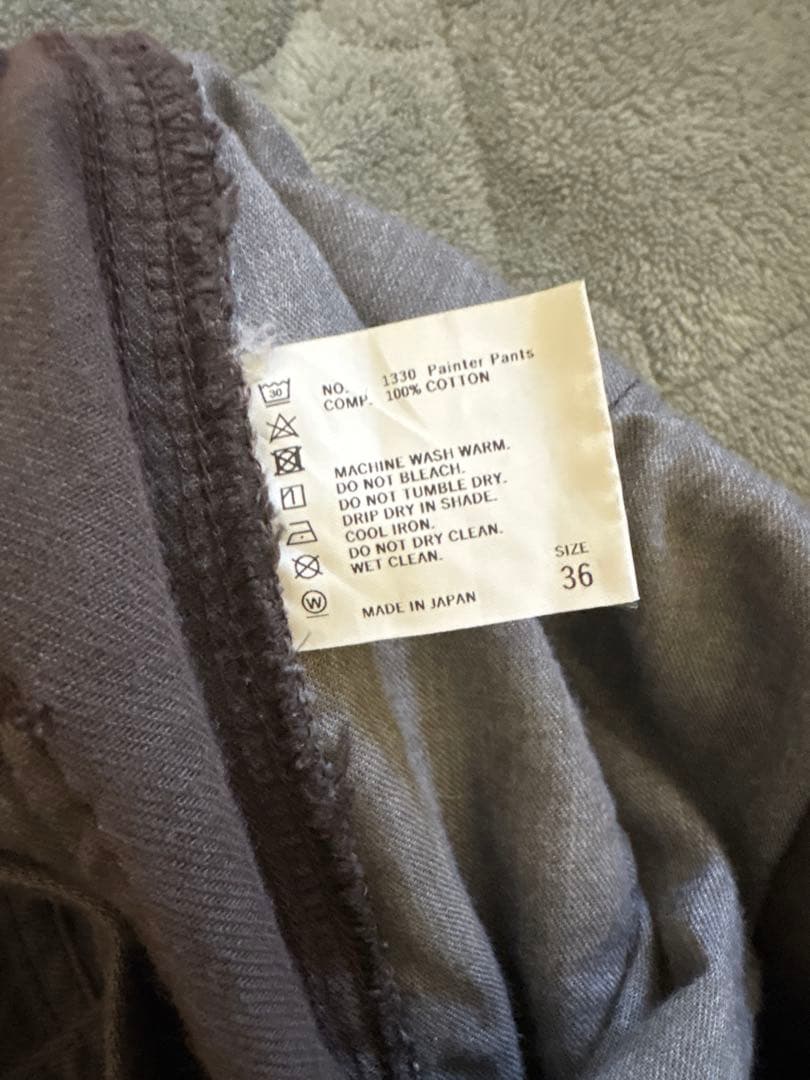 NO. 1330 Painter Pants
COMP. 100% COTTON
30
MACHINE WASH WARM.
DO NOT BLEACH.
DO NOT TUMBLE DRY.
DRIP DRY IN SHADE.
COOL IRON.
DO NOT DRY CLEAN.
WET CLEAN.
W
SIZE
36
MADE IN JAPAN